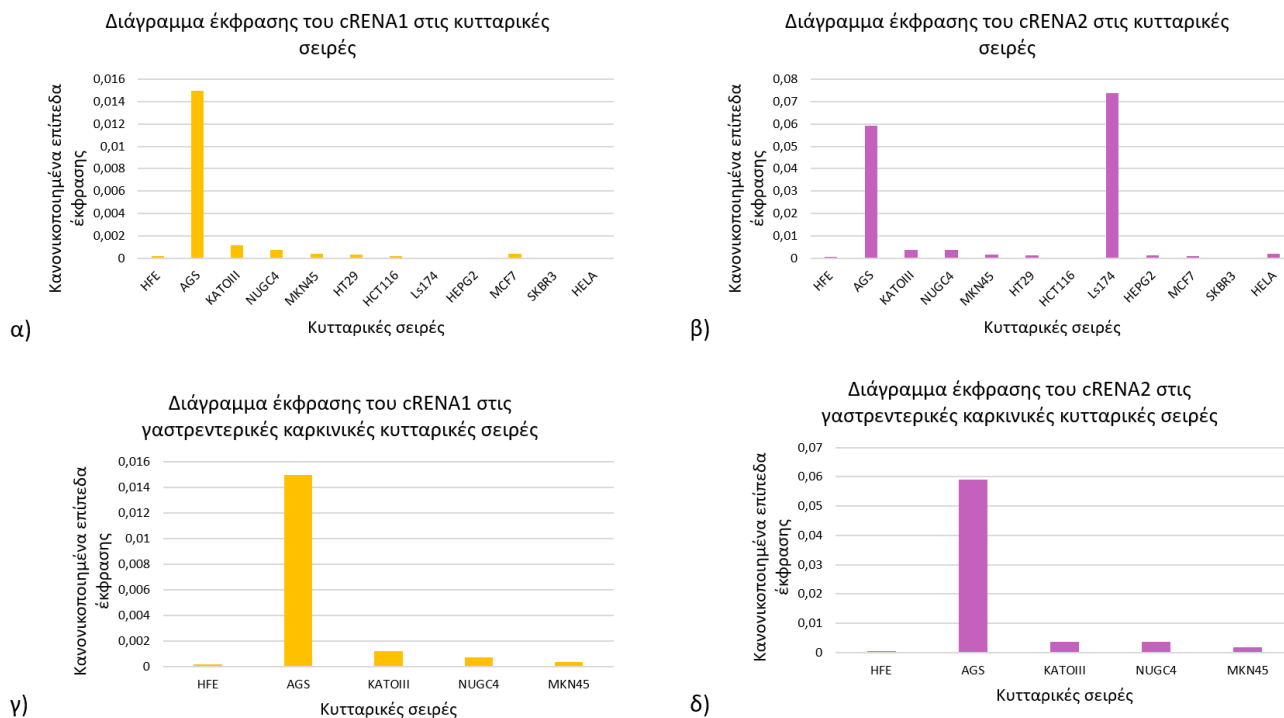 Διάγραμμα έκφρασης του cRENA1 στις κυτταρικές
σειρές
Κανονικοποιημένα επίπεδα
έκφρασης
0,016
0,014
0,012
0,01
0,008
0,006
0,004
0,002
0
HFE
AGS
KATOIII
NUGC4
MKN45
HT29
HCT116
Ls174
HEPG2
MCF7
SKBR3
HELA
Κυτταρικές σειρές
α)
Διάγραμμα έκφρασης του cRENA2 στις κυτταρικές
σειρές
Κανονικοποιημένα επίπεδα
έκφρασης
0,08
0,07
0,06
0,05
0,04
0,03
0,02
0,01
0
HFE
AGS
KATOIII
NUGC4
MKN45
HT29
HCT116
Ls174
HEPG2
MCF7
SKBR3
HELA
Κυτταρικές σειρές
β)
Διάγραμμα έκφρασης του cRENA1 στις
γαστρεντερικές καρκινικές κυτταρικές σειρές
Κανονικοποιημένα επίπεδα
έκφρασης
0,016
0,014
0,012
0,01
0,008
0,006
0,004
0,002
0
HFE
AGS
KATOIII
NUGC4
MKN45
Κυτταρικές σειρές
γ)
Διάγραμμα έκφρασης του cRENA2 στις
γαστρεντερικές καρκινικές κυτταρικές σειρές
Κανονικοποιημένα επίπεδα
έκφρασης
0,07
0,06
0,05
0,04
0,03
0,02
0,01
0
HFE
AGS
KATOIII
NUGC4
MKN45
Κυτταρικές σειρές
δ)